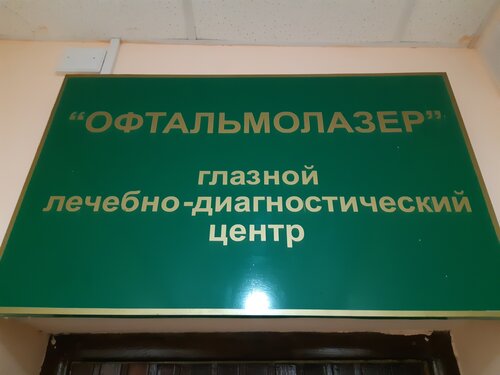 “ОФТАЛЬМОЛАЗЕР”
глазной
лечебно-диагностический
центр